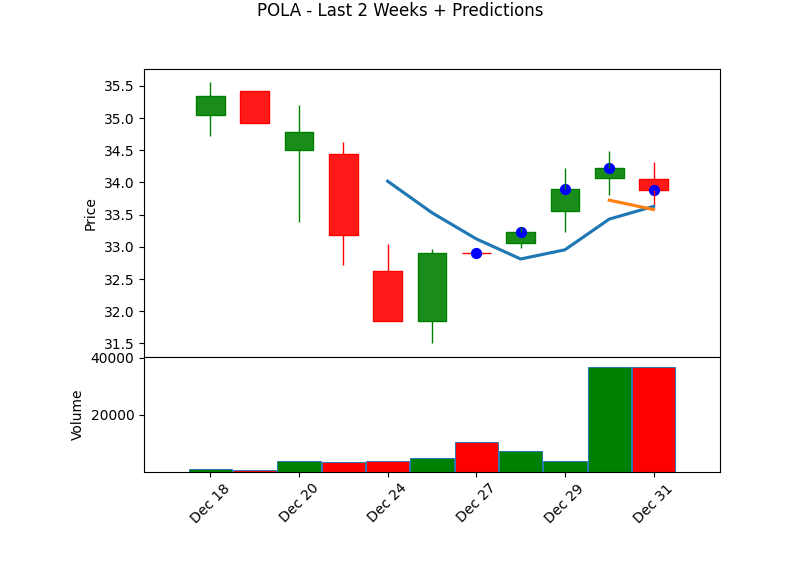 POLA - Last 2 Weeks + Predictions
35.5
35.0
34.5
34.0
33.5
33.0
32.5
32.0
31.5
Price
40000
20000
Volume
Dec 18
Dec 20
Dec 24
Dec 27
Dec 29
Dec 31